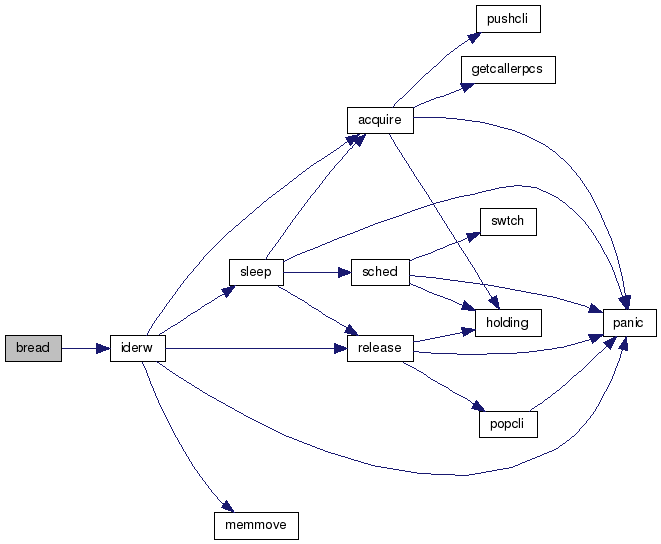 pushcli
getcallerpcs
acquire
swtch
sleep
sched
holding
panic
bread
iderw
release
popcli
memmove